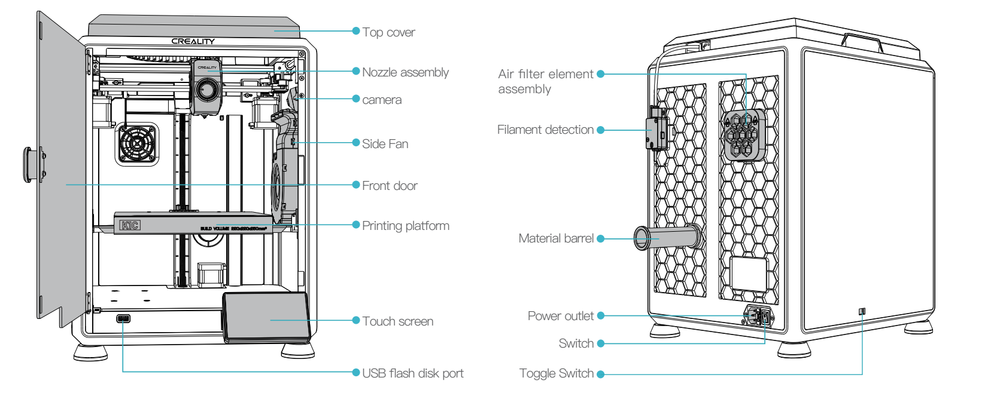 Top cover
CREALITY
CREALITY
Nozzle assembly
camera
Side Fan
Front door
K1C
BUILD VOLUME 220x220x250mm³
Printing platform
Touch screen
USB flash disk port
Air filter element
assembly
Filament detection
Material barrel
Power outlet
Switch
Toggle Switch